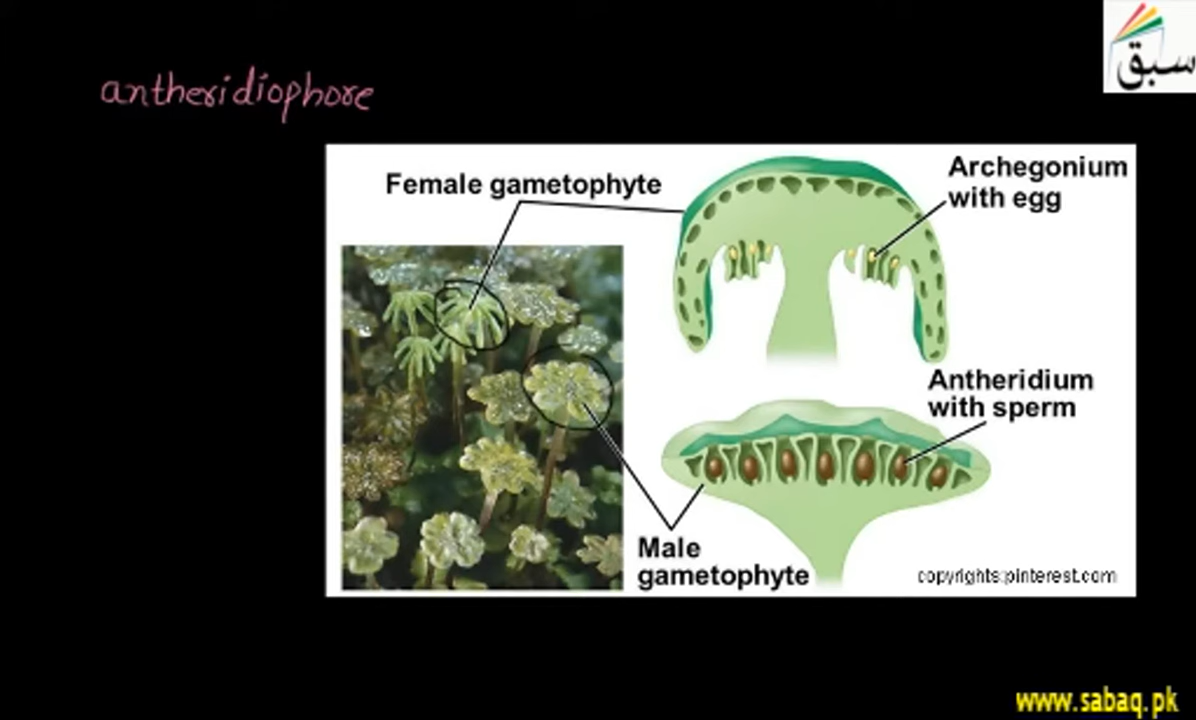 سبق
antheridiophore
Female gametophyte
Archegonium
with egg
Antheridium
with sperm
Male
gametophyte
copyrights:pinterest.com
www.sabaq.pk